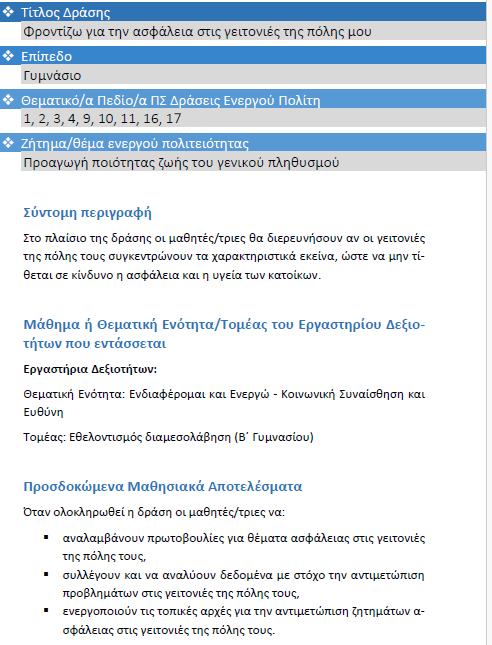 ❖ Τίτλος Δράσης
Φροντίζω για την ασφάλεια στις γειτονιές της πόλης μου
❖ Επίπεδο
Γυμνάσιο
❖ Θεματικό/α Πεδίο/α ΠΣ Δράσεις Ενεργού Πολίτη
1, 2, 3, 4, 9, 10, 11, 16, 17
❖ Ζήτημα/θέμα ενεργού πολιτειότητας
Προαγωγή ποιότητας ζωής του γενικού πληθυσμού
Σύντομη περιγραφή
Στο πλαίσιο της δράσης οι μαθητές/τριες θα διερευνήσουν αν οι γειτονιές
της πόλης τους συγκεντρώνουν τα χαρακτηριστικά εκείνα, ώστε να μην τί-
θεται σε κίνδυνο η ασφάλεια και η υγεία των κατοίκων.
Μάθημα ή Θεματική Ενότητα/Τομέας του Εργαστηρίου Δεξιο-
τήτων που εντάσσεται
Εργαστήρια Δεξιοτήτων:
Θεματική Ενότητα: Ενδιαφέρομαι και Ενεργώ - Κοινωνική Συναίσθηση και
Ευθύνη
Τομέας: Εθελοντισμός διαμεσολάβηση (Β΄ Γυμνασίου)
Προσδοκώμενα Μαθησιακά Αποτελέσματα
Όταν ολοκληρωθεί η δράση οι μαθητές/τριες να:
▪ αναλαμβάνουν πρωτοβουλίες για θέματα ασφάλειας στις γειτονιές
της πόλης τους,
▪ συλλέγουν και να αναλύουν δεδομένα με στόχο την αντιμετώπιση
προβλημάτων στις γειτονιές της πόλης τους,
▪ ενεργοποιούν τις τοπικές αρχές για την αντιμετώπιση ζητημάτων α-
σφάλειας στις γειτονιές της πόλης τους.